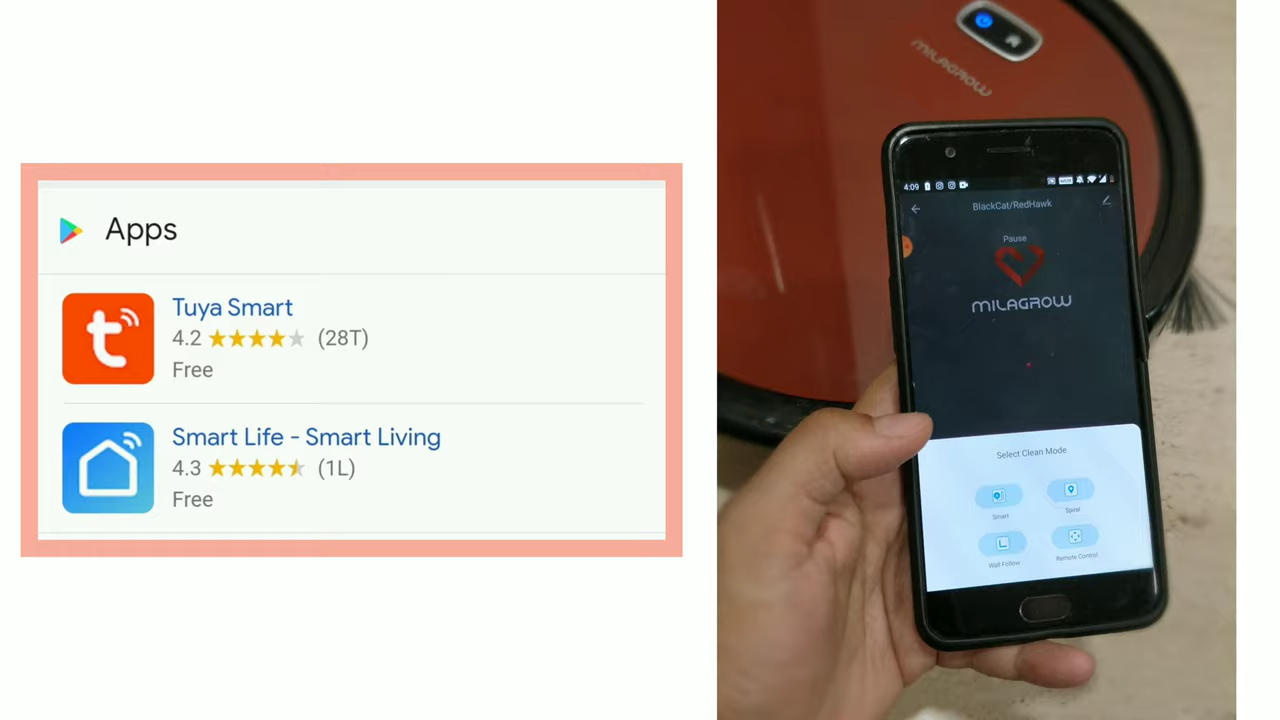 Apps
Tuya Smart
4.2 (28T)
Free
Smart Life - Smart Living
4.3 (1L)
Free
MILAGROW
4:09
BlackCat/RedHawk
Pause
MILAGROW
Select Clean Mode
Smart
Spiral
Wall Follow
Remote Control